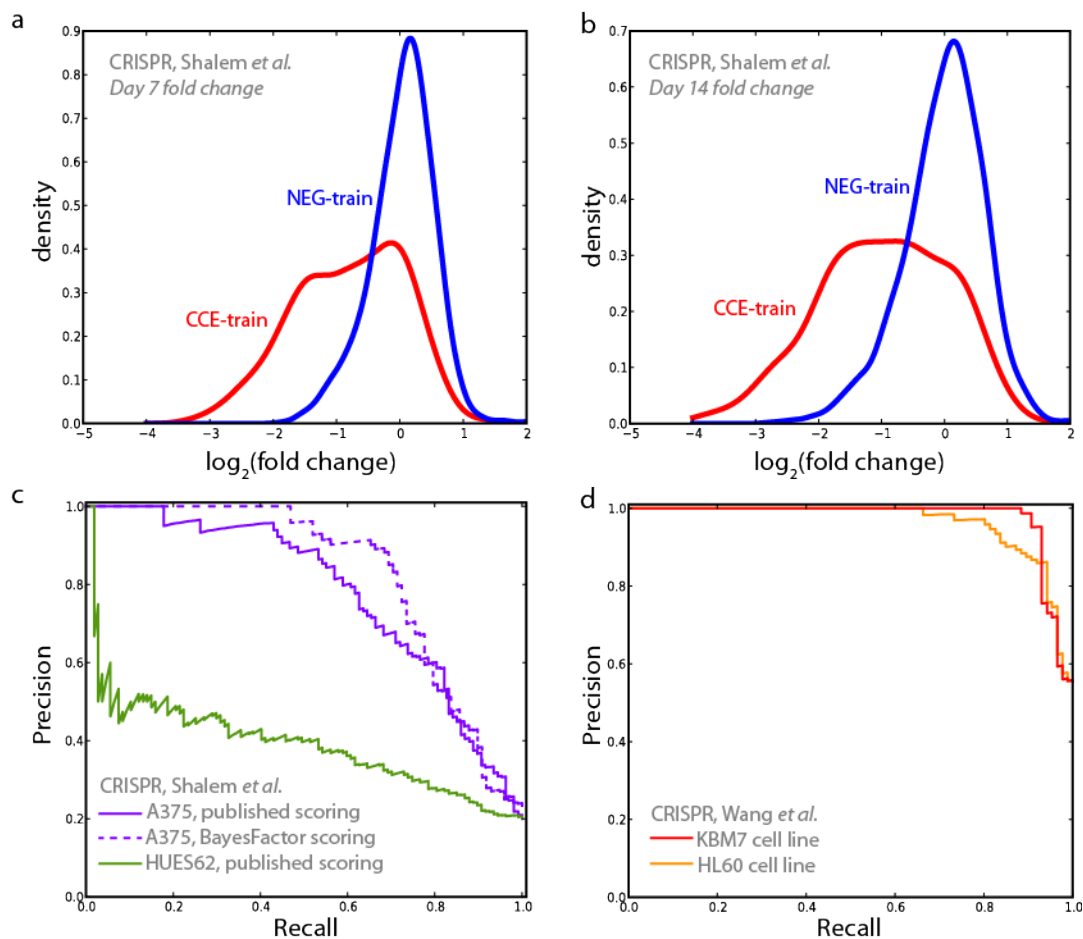 a
CRISPR, Shalem et al.
Day 7 fold change
NEG-train
CCE-train
density
0.9
0.8
0.7
0.6
0.5
0.4
0.3
0.2
0.1
0.0
−5 −4 −3 −2 −1 0 1 2
log2(fold change)
b
CRISPR, Shalem et al.
Day 14 fold change
NEG-train
CCE-train
density
0.7
0.6
0.5
0.4
0.3
0.2
0.1
0.0
−5 −4 −3 −2 −1 0 1 2
log2(fold change)
c
Precision
1.0
0.8
0.6
0.4
0.2
0.0
CRISPR, Shalem et al.
A375, published scoring
A375, BayesFactor scoring
HUES62, published scoring
0.0 0.2 0.4 0.6 0.8 1.0
Recall
d
Precision
1.0
0.8
0.6
0.4
0.2
0.0
CRISPR, Wang et al.
KBM7 cell line
HL60 cell line
0.0 0.2 0.4 0.6 0.8 1.0
Recall